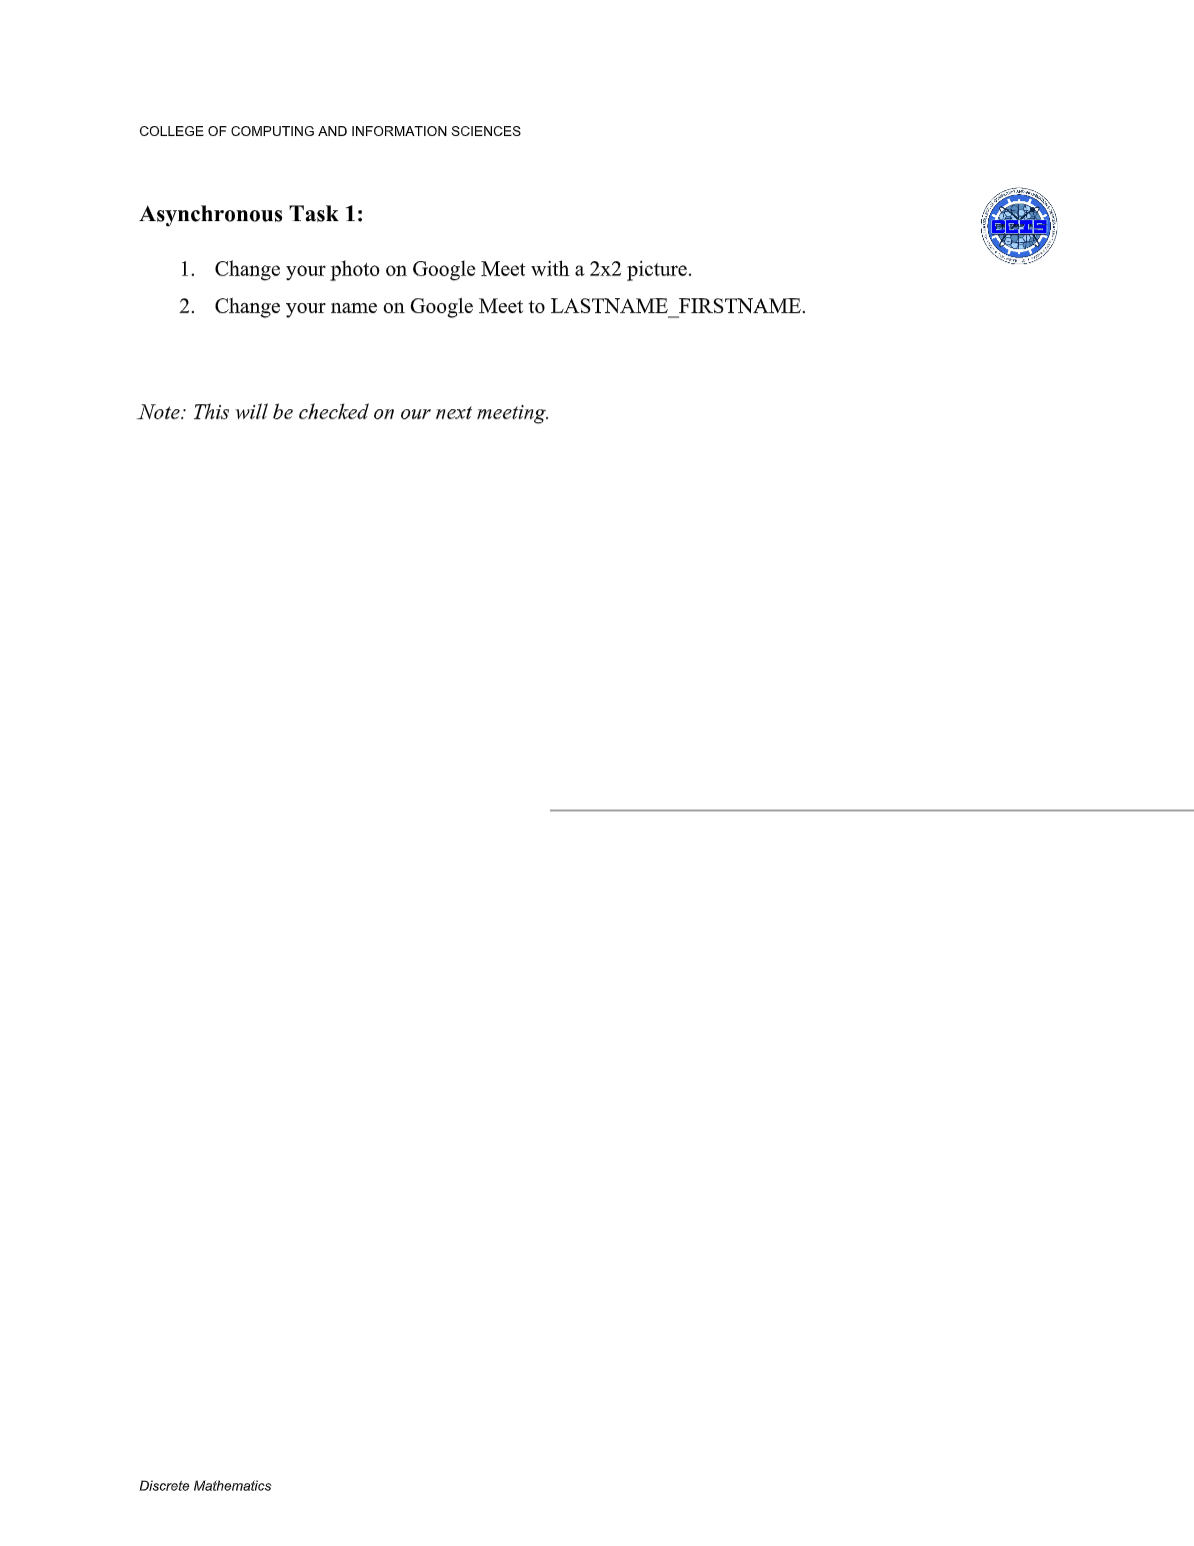 COLLEGE OF COMPUTING AND INFORMATION SCIENCES
Asynchronous Task 1:
CCIS
1. Change your photo on Google Meet with a 2x2 picture.
2. Change your name on Google Meet to LASTNAME_FIRSTNAME.
Note: This will be checked on our next meeting.
Discrete Mathematics